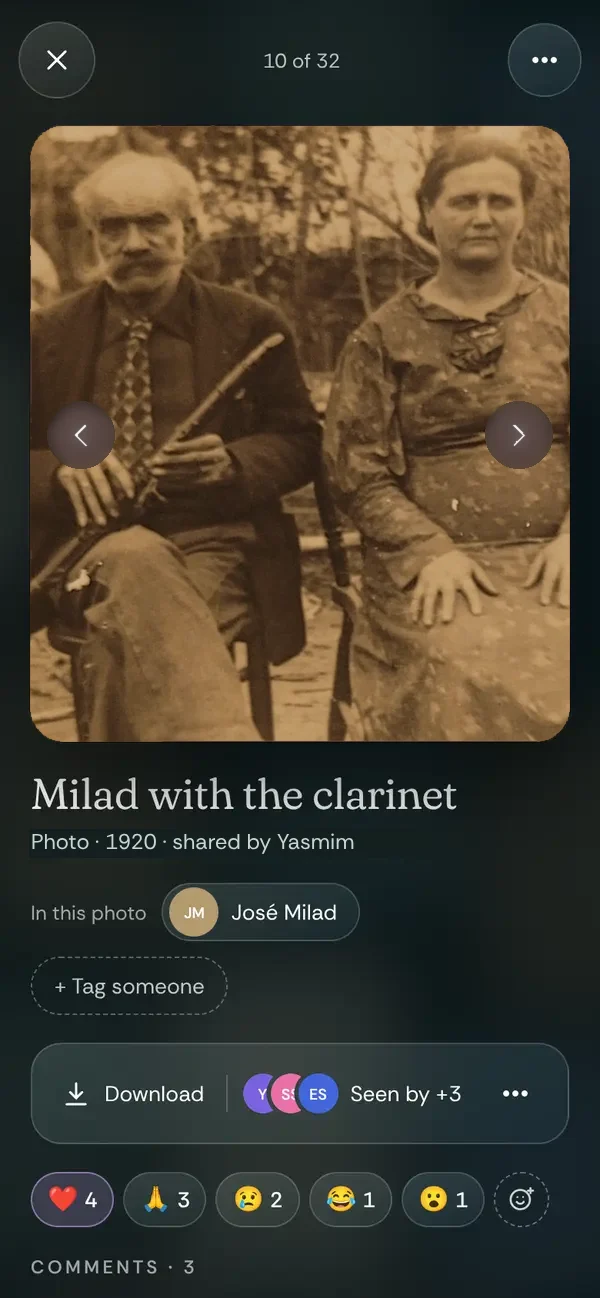 10 of 32
Milad with the clarinet
Photo · 1920 · shared by Yasmim
In this photo JM José Milad
+ Tag someone
Download Y ES Seen by +3
❤️ 4 🙏 3 😢 2 😂 1 😮 1
COMMENTS · 3